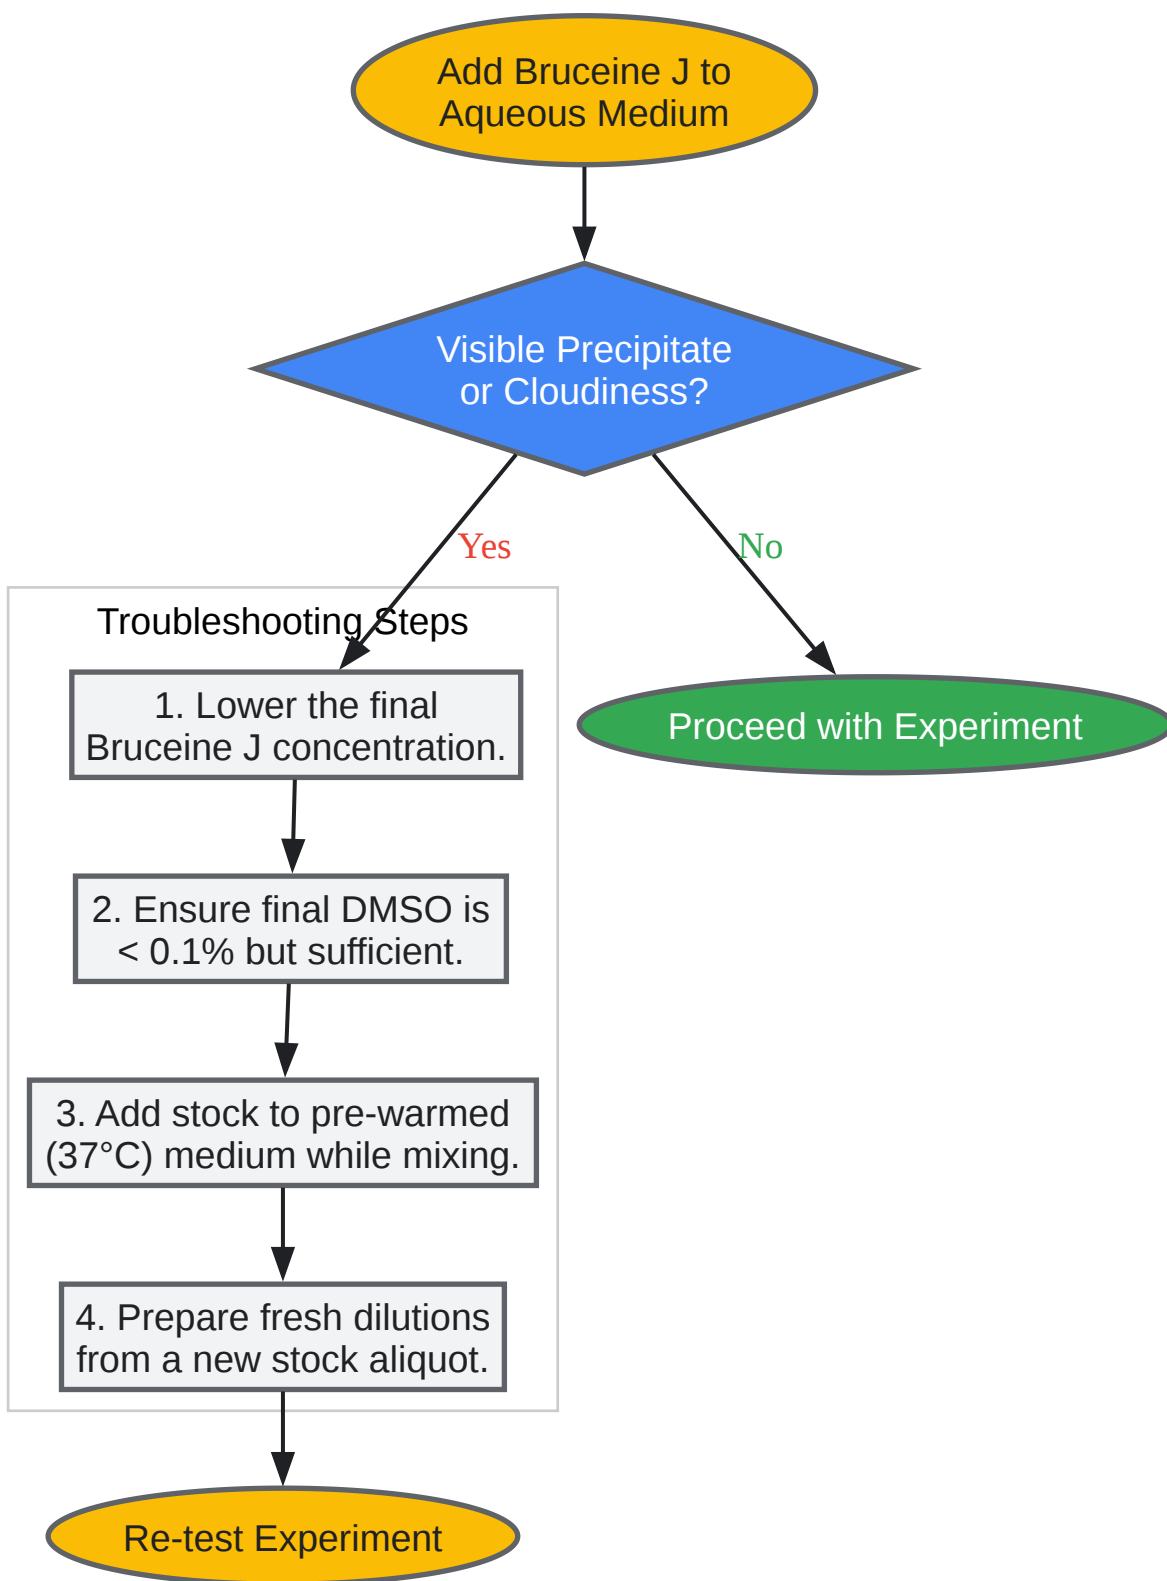 Add Bruceine J to
Aqueous Medium
Visible Precipitate
or Cloudiness?
Yes
No
Troubleshooting Steps
1. Lower the final
Bruceine J concentration.
Proceed with Experiment
2. Ensure final DMSO is
< 0.1% but sufficient.
3. Add stock to pre-warmed
(37°C) medium while mixing.
4. Prepare fresh dilutions
from a new stock aliquot.
Re-test Experiment